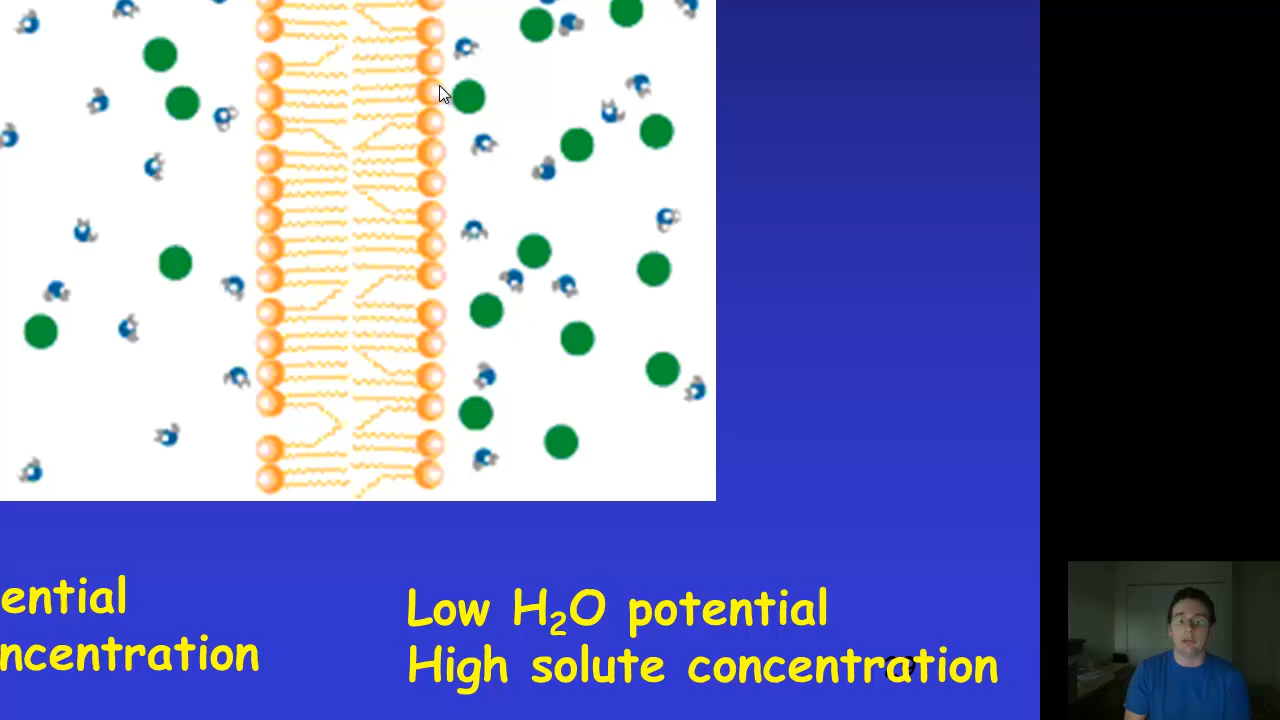 ential
ncentration
Low H₂O potential
High solute concentration